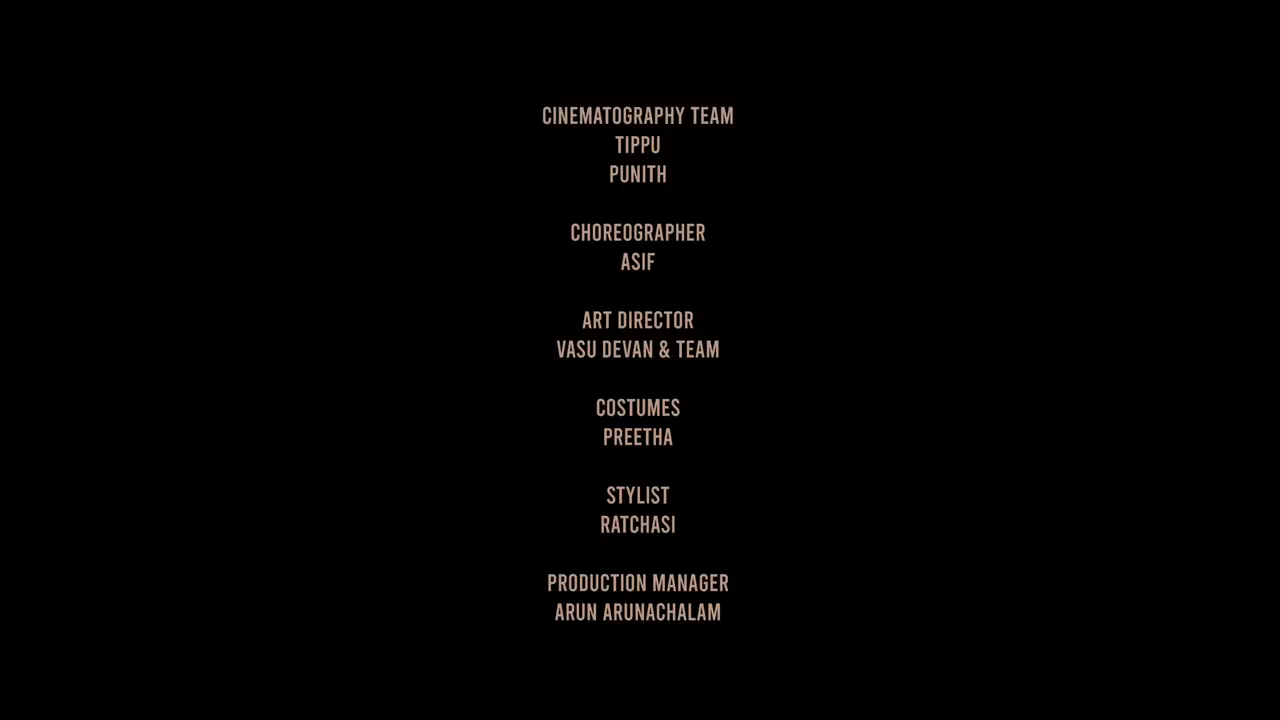 CINEMATOGRAPHY TEAM
TIPPU
PUNITH
CHOREOGRAPHER
ASIF
ART DIRECTOR
VASU DEVAN & TEAM
COSTUMES
PREETHA
STYLIST
RATCHASI
PRODUCTION MANAGER
ARUN ARUNACHALAM